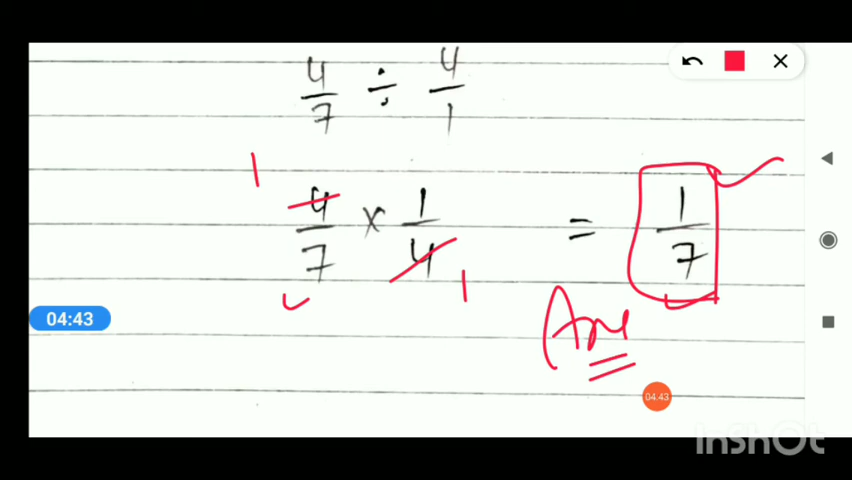 4/7 ÷ 4/1
1
4/7 × 1/4 = 1/7
1
Ans
04:43
04.43
InShOt